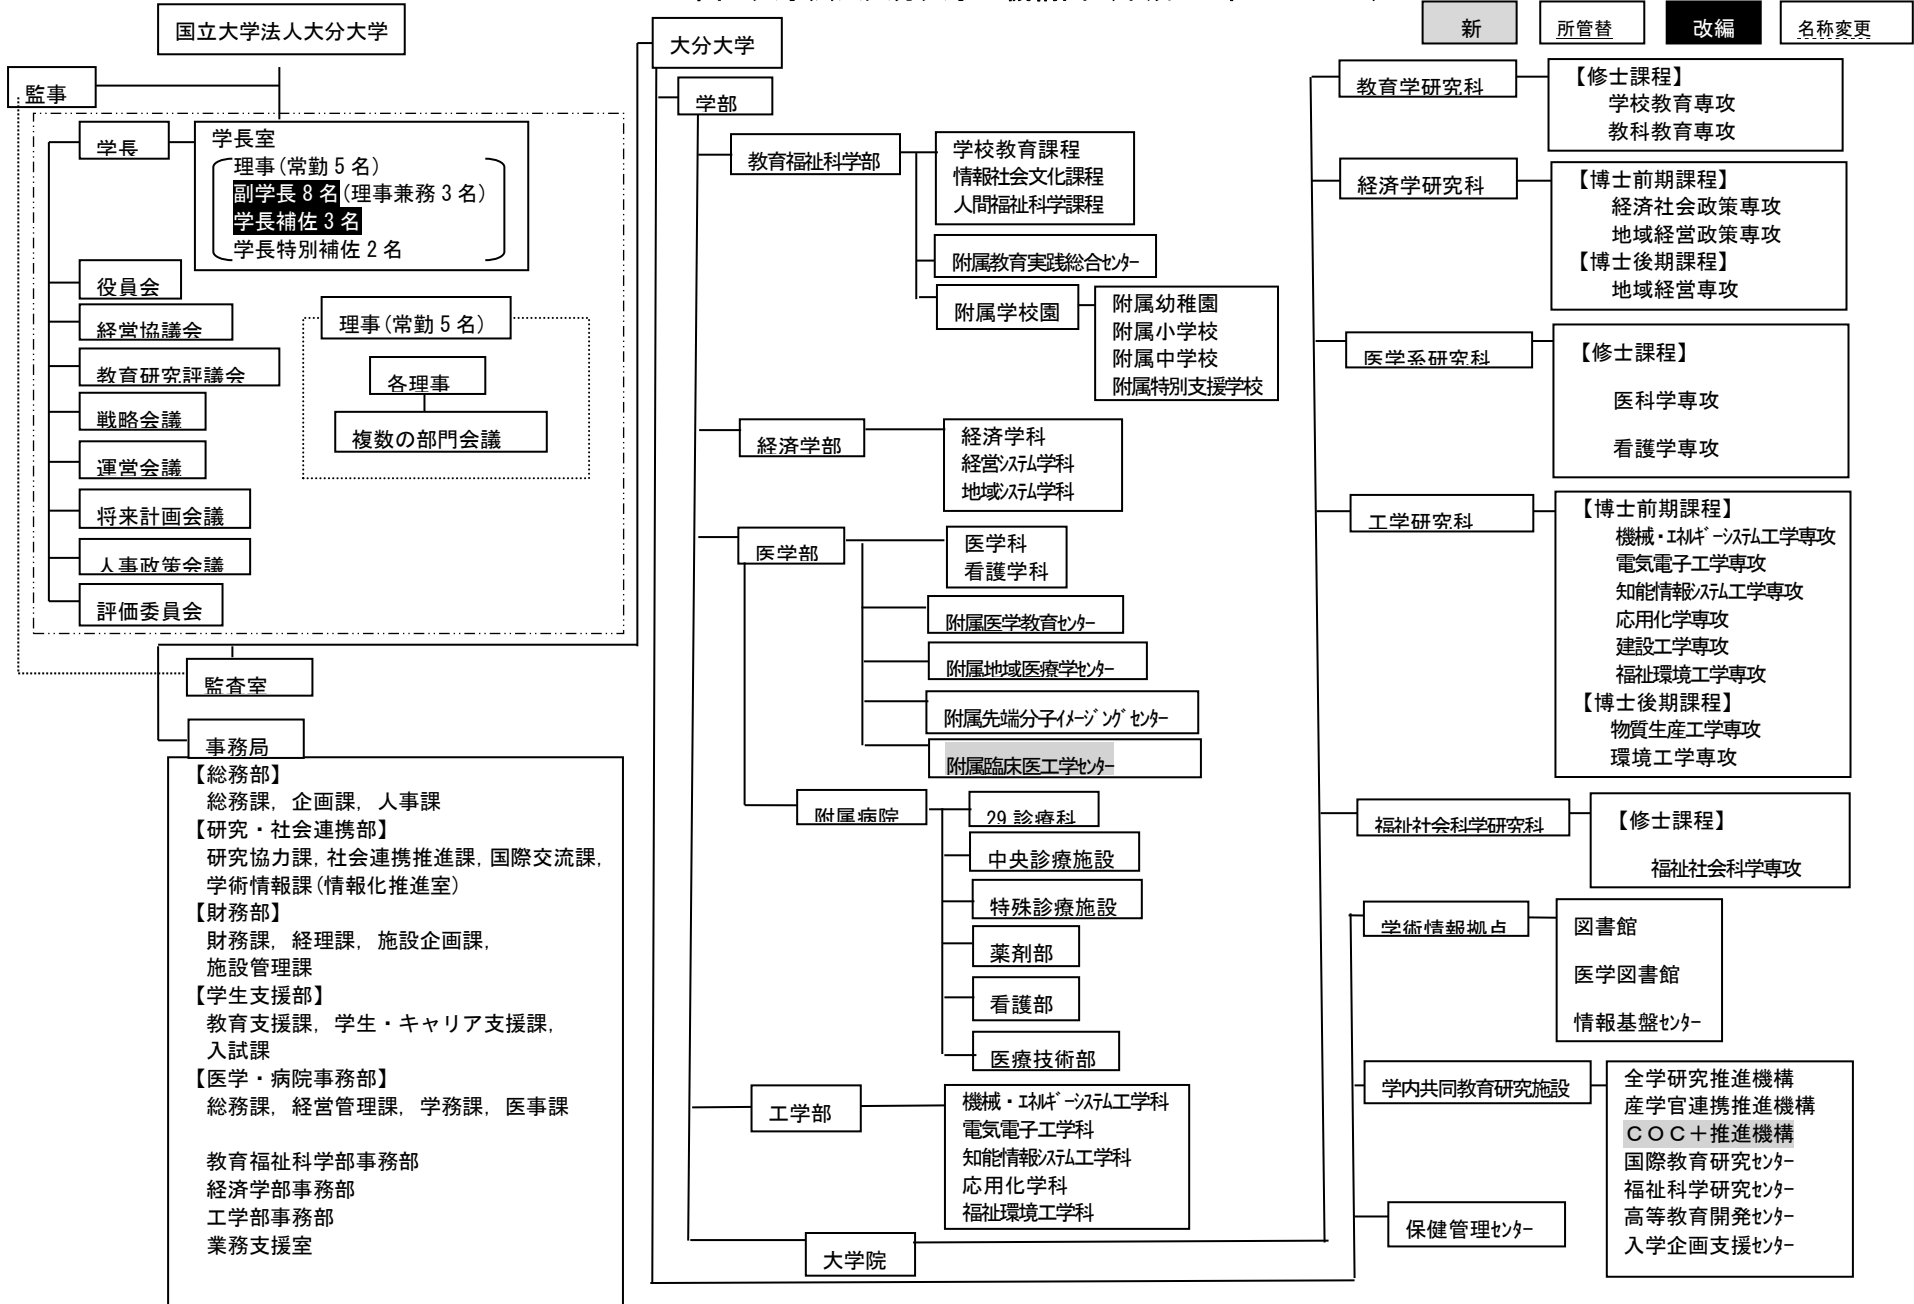 新
所管替
改編
名称変更
国立大学法人大分大学
監事
学長
学長室
理事(常勤5名)
副学長8名(理事兼務3名)
学長補佐3名
学長特別補佐2名
役員会
経営協議会
教育研究評議会
戦略会議
運営会議
将来計画会議
人事政策会議
評価委員会
理事(常勤5名)
各理事
複数の部門会議
監査室
事務局
【総務部】
総務課, 企画課, 人事課
【研究・社会連携部】
研究協力課, 社会連携推進課, 国際交流課,
学術情報課(情報化推進室)
【財務部】
財務課, 経理課, 施設企画課,
施設管理課
【学生支援部】
教育支援課, 学生・キャリア支援課,
入試課
【医学・病院事務部】
総務課, 経営管理課, 学務課, 医事課
教育福祉科学部事務部
経済学部事務部
工学部事務部
業務支援室
大分大学
学部
教育福祉科学部
学校教育課程
情報社会文化課程
人間福祉科学課程
附属教育実践総合ｾﾝﾀｰ
附属学校園
附属幼稚園
附属小学校
附属中学校
附属特別支援学校
経済学部
経済学科
経営ｼｽﾃﾑ学科
地域ｼｽﾃﾑ学科
医学部
医学科
看護学科
附属医学教育ｾﾝﾀｰ
附属地域医療学ｾﾝﾀｰ
附属先端分子ｲﾒｰｼﾞﾝｸﾞｾﾝﾀｰ
附属臨床医工学ｾﾝﾀｰ
附属病院
29診療科
中央診療施設
特殊診療施設
薬剤部
看護部
医療技術部
工学部
機械・ｴﾈﾙｷﾞｰｼｽﾃﾑ工学科
電気電子工学科
知能情報ｼｽﾃﾑ工学科
応用化学科
福祉環境工学科
大学院
教育学研究科
【修士課程】
学校教育専攻
教科教育専攻
経済学研究科
【博士前期課程】
経済社会政策専攻
地域経営政策専攻
【博士後期課程】
地域経営専攻
医学系研究科
【修士課程】
医科学専攻
看護学専攻
工学研究科
【博士前期課程】
機械・ｴﾈﾙｷﾞｰｼｽﾃﾑ工学専攻
電気電子工学専攻
知能情報ｼｽﾃﾑ工学専攻
応用化学専攻
建設工学専攻
福祉環境工学専攻
【博士後期課程】
物質生産工学専攻
環境工学専攻
福祉社会科学研究科
【修士課程】
福祉社会科学専攻
学術情報拠点
図書館
医学図書館
情報基盤ｾﾝﾀｰ
学内共同教育研究施設
全学研究推進機構
産学官連携推進機構
ＣＯＣ＋推進機構
国際教育研究ｾﾝﾀｰ
福祉科学研究ｾﾝﾀｰ
高等教育開発ｾﾝﾀｰ
入学企画支援ｾﾝﾀｰ
保健管理ｾﾝﾀｰ